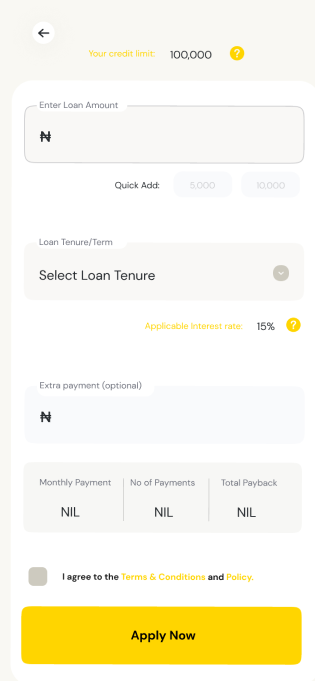 Your credit limit: 100,000 ?
Enter Loan Amount
₦
Quick Add: 5,000 10,000
Loan Tenure/Term
Select Loan Tenure
Applicable Interest rate: 15% ?
Extra payment (optional)
₦
Monthly Payment No of Payments Total Payback
NIL NIL NIL
I agree to the Terms & Conditions and Policy.
Apply Now